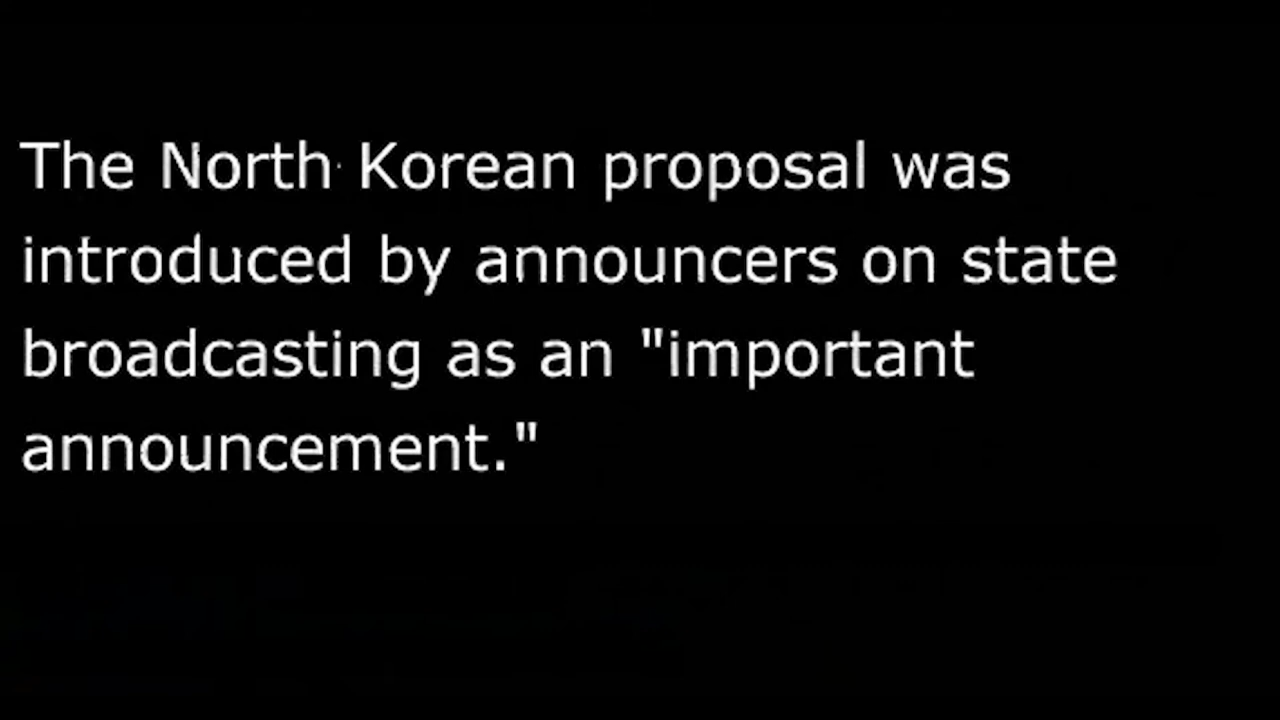 The North Korean proposal was
introduced by announcers on state
broadcasting as an "important
announcement."